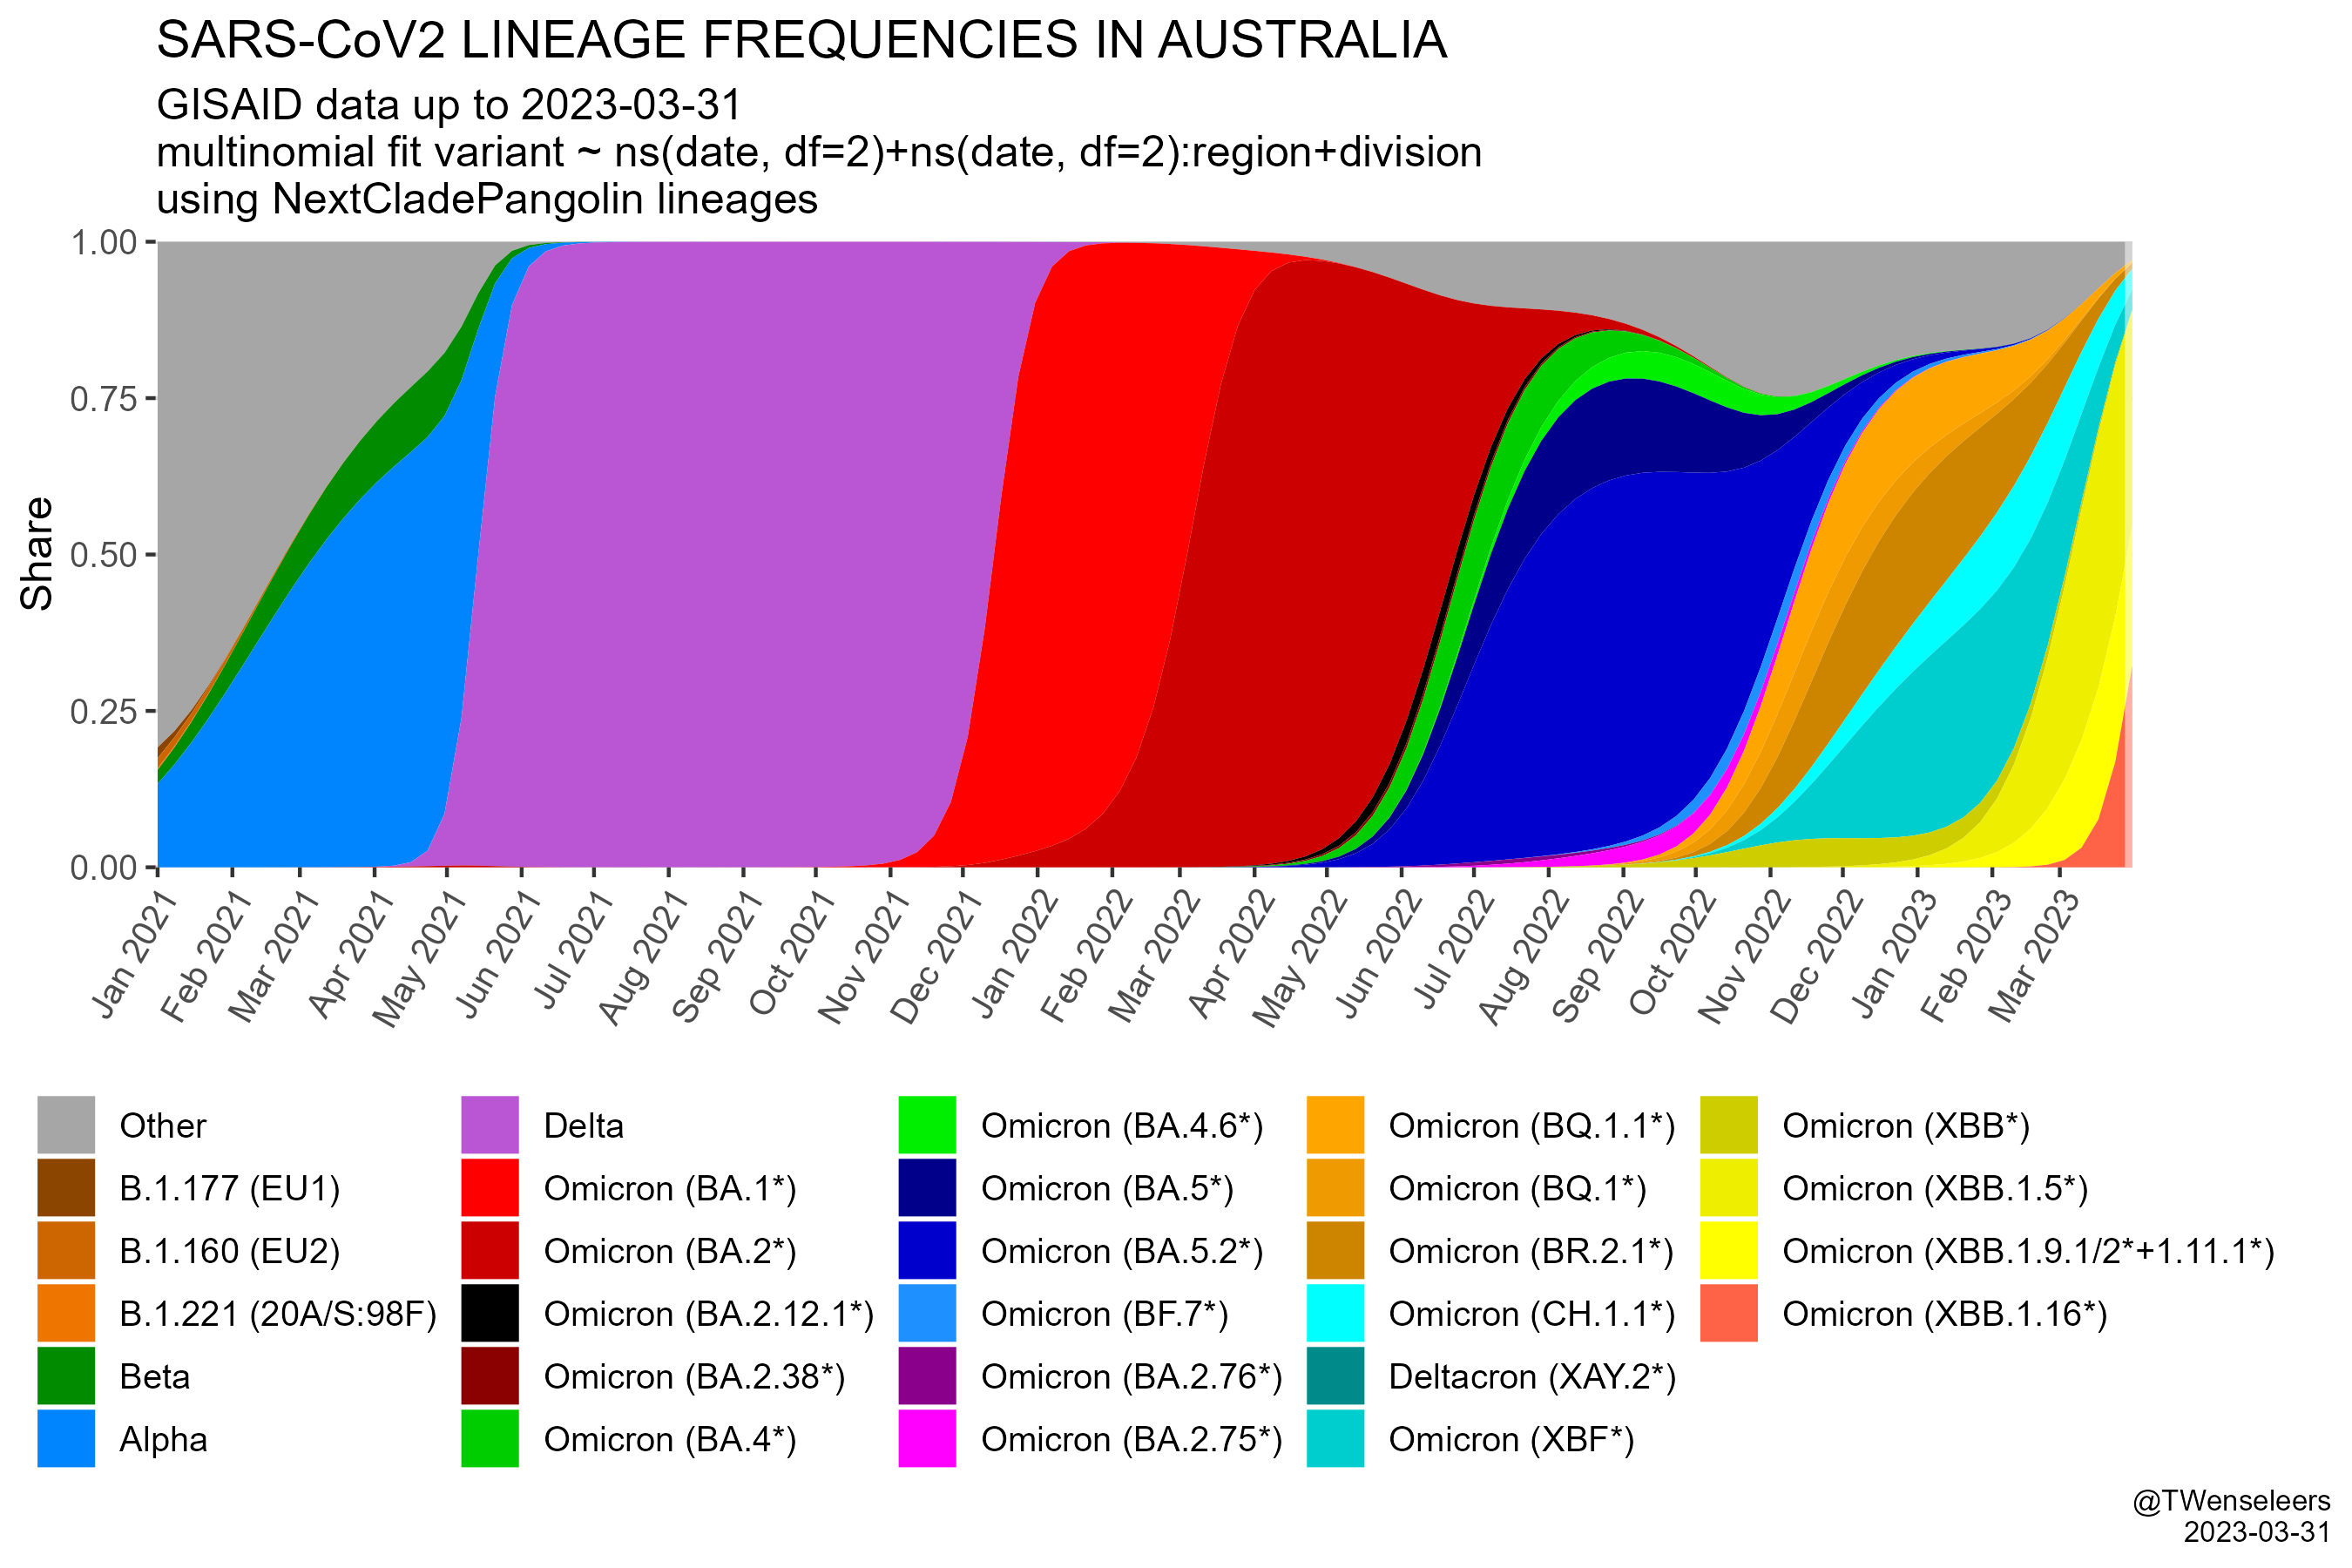 SARS-CoV2 LINEAGE FREQUENCIES IN AUSTRALIA
GISAID data up to 2023-03-31
multinomial fit variant ~ ns(date, df=2)+ns(date, df=2):region+division
using NextCladePangolin lineages
Share
1.00
0.75
0.50
0.25
0.00
Jan 2021
Feb 2021
Mar 2021
Apr 2021
May 2021
Jun 2021
Jul 2021
Aug 2021
Sep 2021
Oct 2021
Nov 2021
Dec 2021
Jan 2022
Feb 2022
Mar 2022
Apr 2022
May 2022
Jun 2022
Jul 2022
Aug 2022
Sep 2022
Oct 2022
Nov 2022
Dec 2022
Jan 2023
Feb 2023
Mar 2023
Other
B.1.177 (EU1)
B.1.160 (EU2)
B.1.221 (20A/S:98F)
Beta
Alpha
Delta
Omicron (BA.1*)
Omicron (BA.2*)
Omicron (BA.2.12.1*)
Omicron (BA.2.38*)
Omicron (BA.4*)
Omicron (BA.4.6*)
Omicron (BA.5*)
Omicron (BA.5.2*)
Omicron (BF.7*)
Omicron (BA.2.76*)
Omicron (BA.2.75*)
Omicron (BQ.1.1*)
Omicron (BQ.1*)
Omicron (BR.2.1*)
Omicron (CH.1.1*)
Deltacron (XAY.2*)
Omicron (XBF*)
Omicron (XBB*)
Omicron (XBB.1.5*)
Omicron (XBB.1.9.1/2*+1.11.1*)
Omicron (XBB.1.16*)
@TWenseleers
2023-03-31